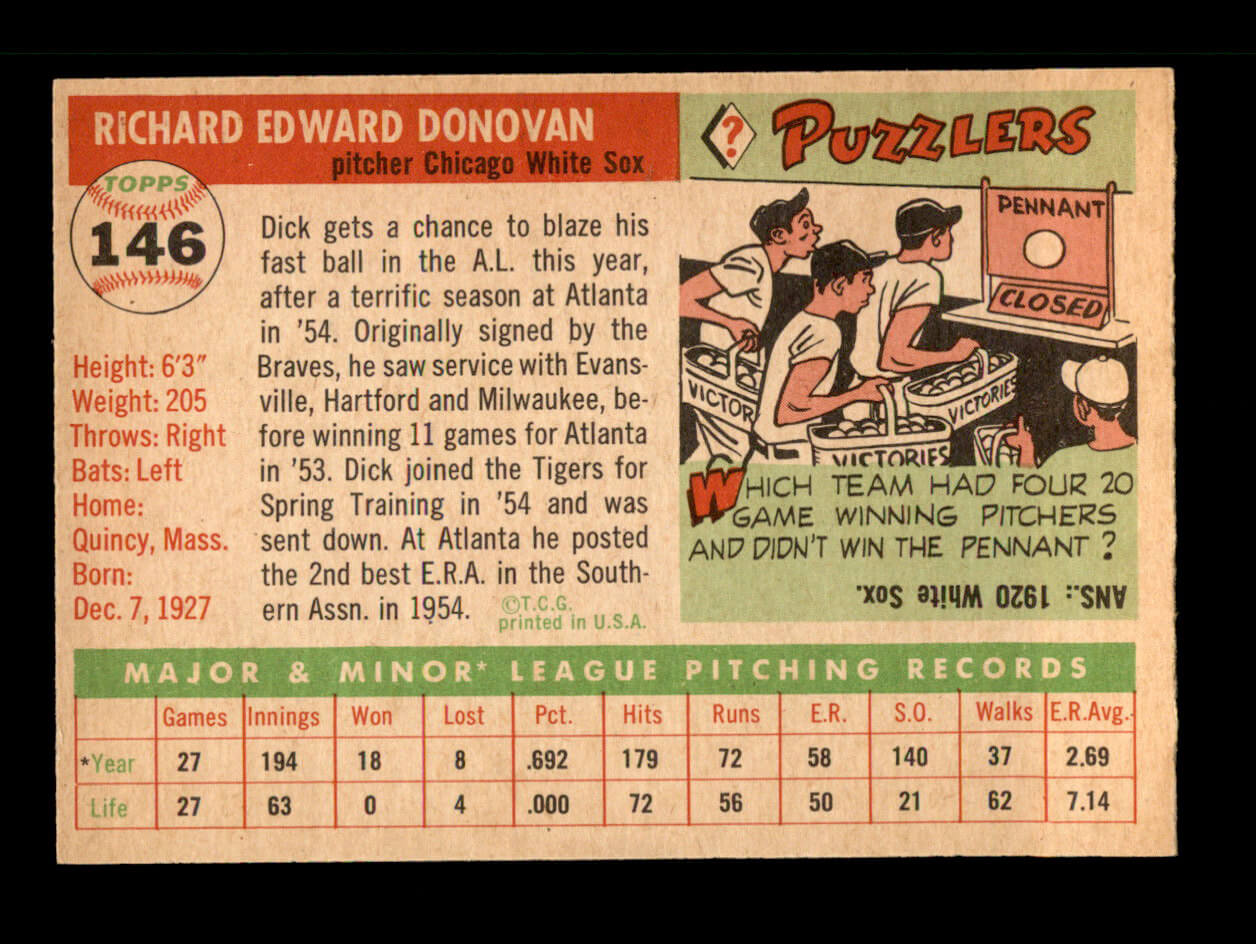 RICHARD EDWARD DONOVAN
pitcher Chicago White Sox
TOPPS
146
Height: 6'3"
Weight: 205
Throws: Right
Bats: Left
Home:
Quincy, Mass.
Born:
Dec. 7, 1927
Dick gets a chance to blaze his
fast ball in the A.L. this year,
after a terrific season at Atlanta
in '54. Originally signed by the
Braves, he saw service with Evans-
ville, Hartford and Milwaukee, be-
fore winning 11 games for Atlanta
in '53. Dick joined the Tigers for
Spring Training in '54 and was
sent down. At Atlanta he posted
the 2nd best E.R.A. in the South-
ern Assn. in 1954.
©T.C.G.
printed in U.S.A.
? PUZZLERS
PENNANT
CLOSED
VICTOR
VICTORIES
VICTORIES
WHICH TEAM HAD FOUR 20
GAME WINNING PITCHERS
AND DIDN'T WIN THE PENNANT?
ANS.: 1920 White Sox.
MAJOR & MINOR* LEAGUE PITCHING RECORDS
Games Innings Won Lost Pct. Hits Runs E.R. S.O. Walks E.R.Avg.
*Year 27 194 18 8 .692 179 72 58 140 37 2.69
Life 27 63 0 4 .000 72 56 50 21 62 7.14